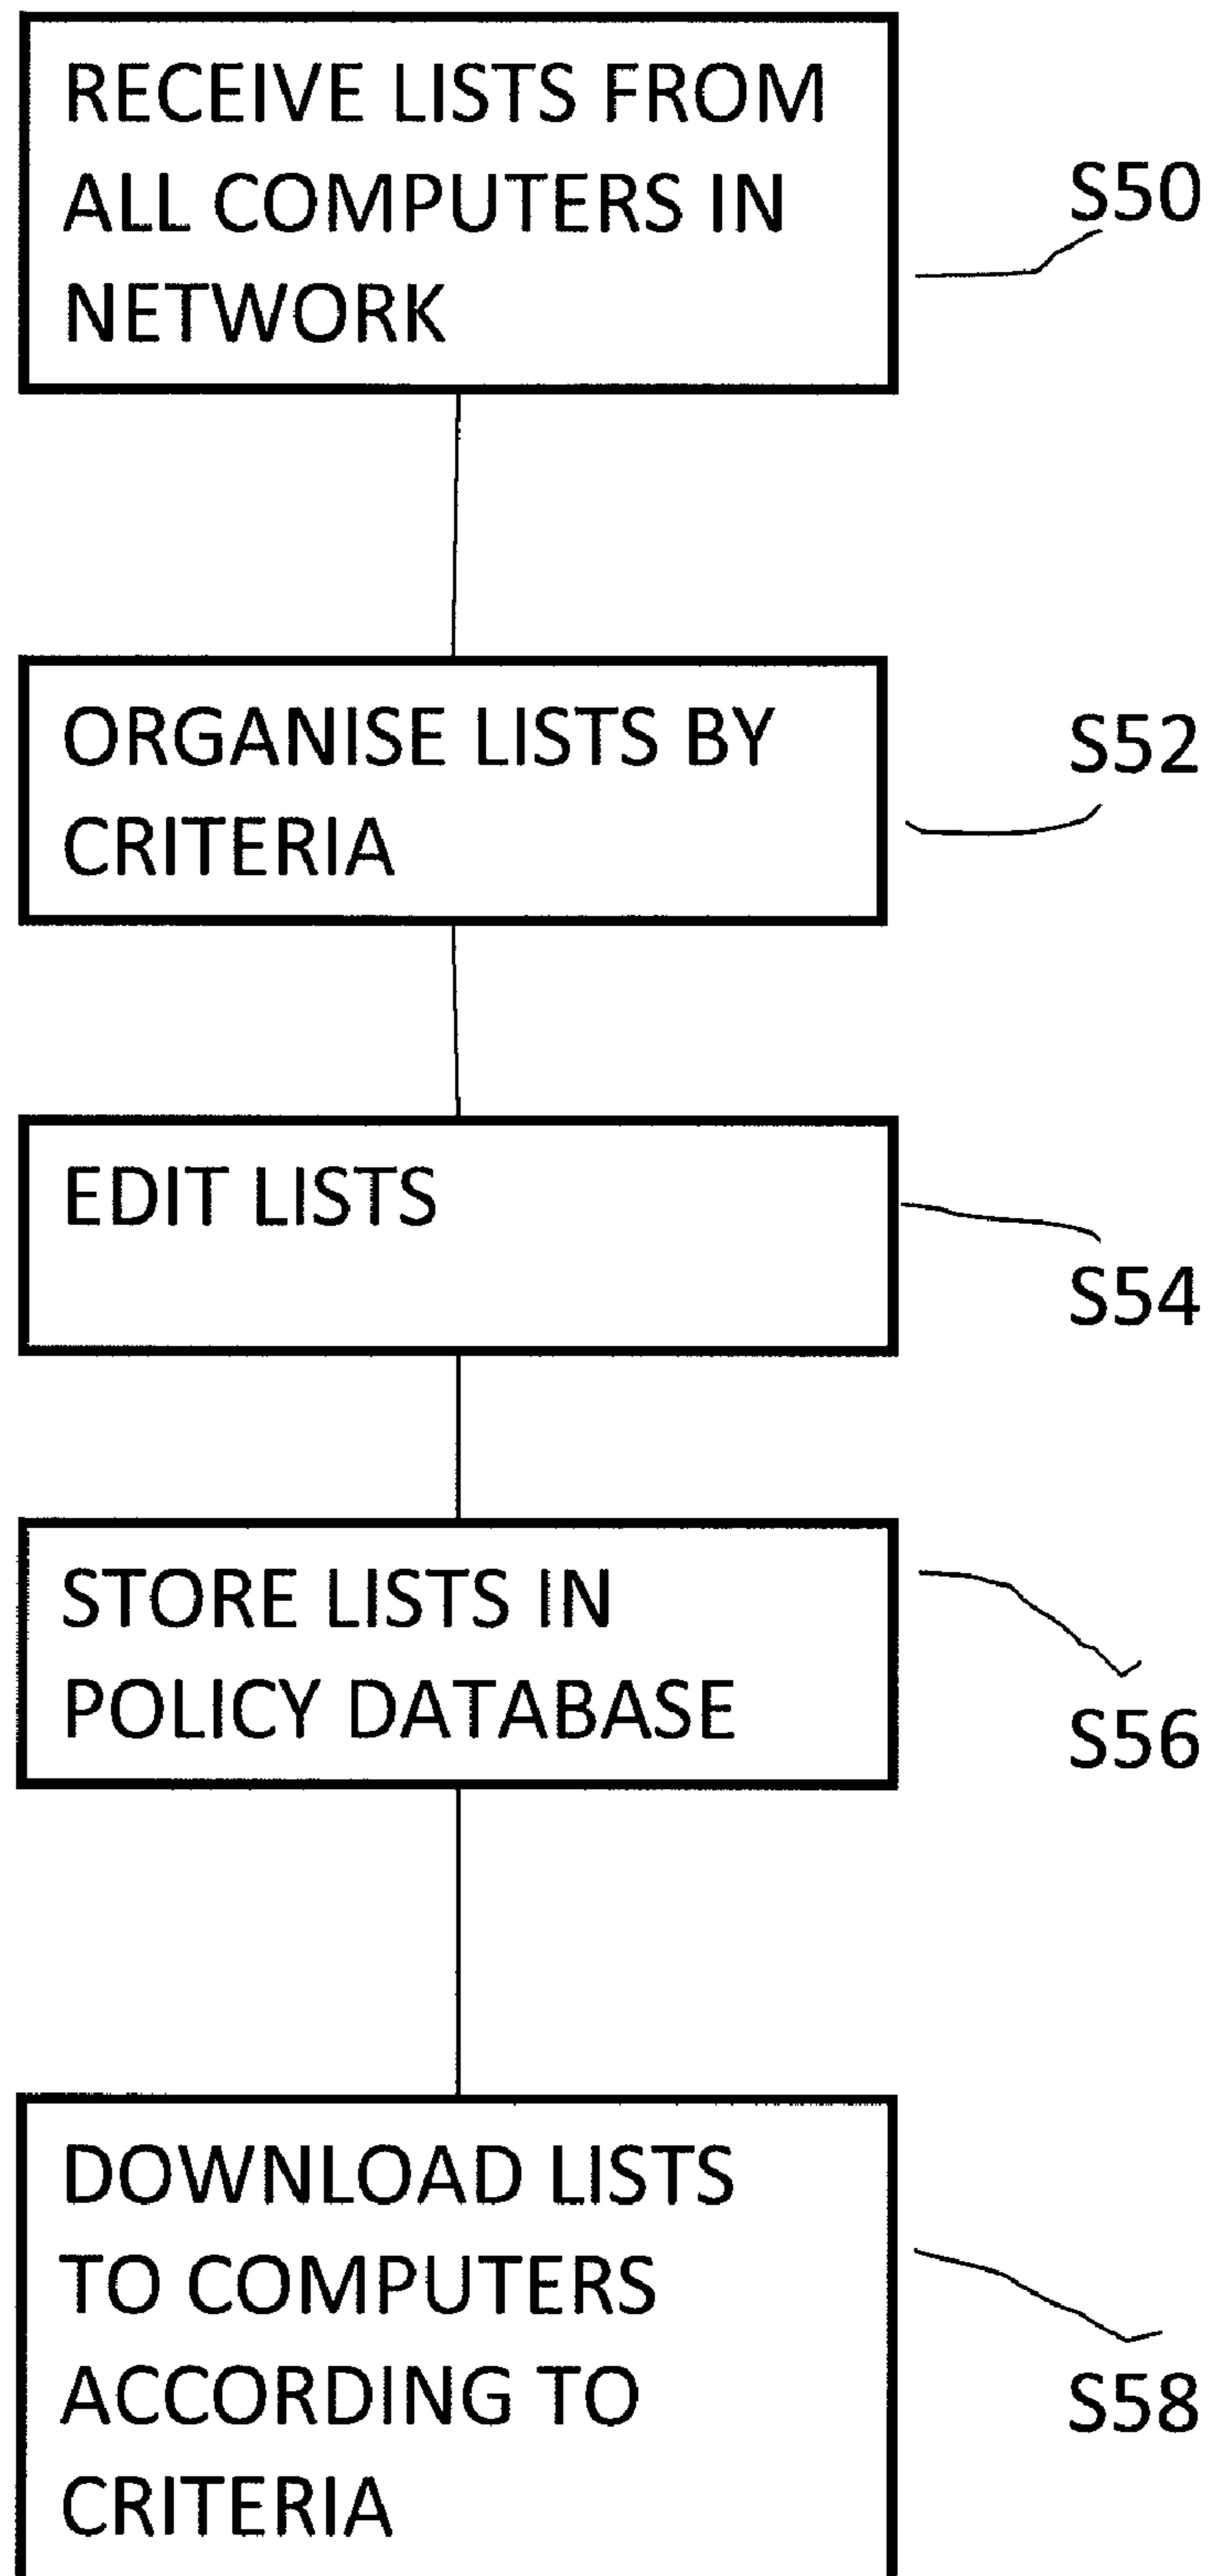 RECEIVE LISTS FROM
ALL COMPUTERS IN
NETWORK
S50
ORGANISE LISTS BY
CRITERIA
S52
EDIT LISTS
S54
STORE LISTS IN
POLICY DATABASE
S56
DOWNLOAD LISTS
TO COMPUTERS
ACCORDING TO
CRITERIA
S58